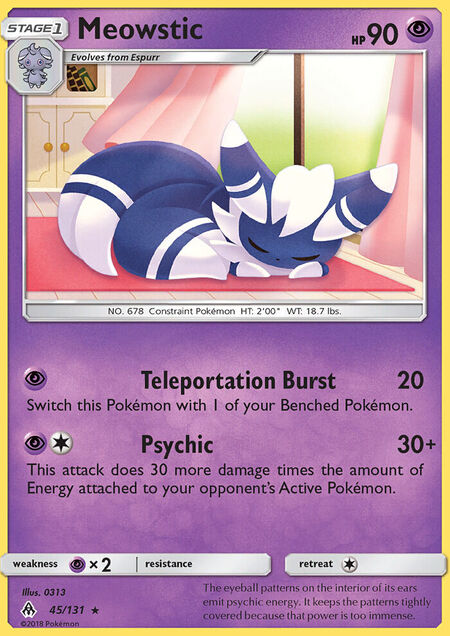 STAGE1
Meowstic
HP90
Evolves from Espurr
NO. 678 Constraint Pokémon HT: 2'00" WT: 18.7 lbs.
Teleportation Burst 20
Switch this Pokémon with 1 of your Benched Pokémon.
Psychic 30+
This attack does 30 more damage times the amount of
Energy attached to your opponent's Active Pokémon.
weakness ×2 resistance retreat
Illus. 0313
45/131 ★
©2018 Pokémon
The eyeball patterns on the interior of its ears
emit psychic energy. It keeps the patterns tightly
covered because that power is too immense.